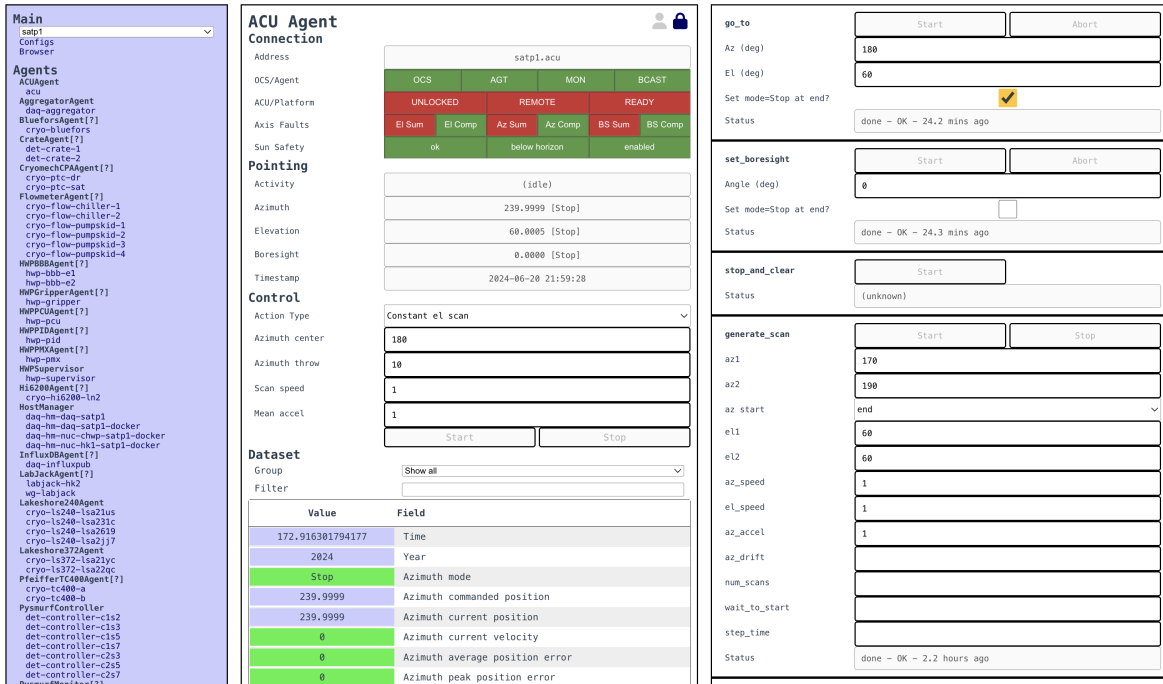 Main
satp1
Configs
Browser
Agents
ACUAgent
acu
AggregatorAgent
daq-aggregator
BlueforsAgent[?]
cryo-bluefors
CrateAgent[?]
det-crate-1
det-crate-2
CryomechCPAAgent[?]
cryo-ptc-dr
cryo-ptc-sat
FlowmeterAgent[?]
cryo-flow-chiller-1
cryo-flow-chiller-2
cryo-flow-pumpskid-1
cryo-flow-pumpskid-2
cryo-flow-pumpskid-3
cryo-flow-pumpskid-4
HWPBBBAgent[?]
hwp-bbb-e1
hwp-bbb-e2
HWPGripperAgent[?]
hwp-gripper
HWPPCUAgent[?]
hwp-pcu
HWPPIDAgent[?]
hwp-pid
HWPPMXAgent[?]
hwp-pmx
HWPSupervisor
hwp-supervisor
Hi6200Agent[?]
cryo-hi6200-ln2
HostManager
daq-hm-daq-satp1
daq-hm-daq-satp1-docker
daq-hm-nuc-chwp-satp1-docker
daq-hm-nuc-hk1-satp1-docker
InfluxDBAgent[?]
daq-influxpub
LabJackAgent[?]
labjack-hk2
wg-labjack
Lakeshore240Agent
cryo-ls240-lsa21us
cryo-ls240-lsa231c
cryo-ls240-lsa2619
cryo-ls240-lsa2jj7
Lakeshore372Agent
cryo-ls372-lsa21yc
cryo-ls372-lsa22qc
PfeifferTC400Agent[?]
cryo-tc400-a
cryo-tc400-b
PysmurfController
det-controller-c1s2
det-controller-c1s3
det-controller-c1s5
det-controller-c1s7
det-controller-c2s3
det-controller-c2s5
det-controller-c2s7
PysmurfMonitor[?]
ACU Agent
Connection
Address satp1.acu
OCS/Agent OCS AGT MON BCAST
ACU/Platform UNLOCKED REMOTE READY
Axis Faults El Sum El Comp Az Sum Az Comp BS Sum BS Comp
Sun Safety ok below horizon enabled
Pointing
Activity (idle)
Azimuth 239.9999 [Stop]
Elevation 60.0005 [Stop]
Boresight 0.0000 [Stop]
Timestamp 2024-06-20 21:59:28
Control
Action Type Constant el scan
Azimuth center 180
Azimuth throw 10
Scan speed 1
Mean accel 1
Start Stop
Dataset
Group Show all
Filter
Value Field
172.916301794177 Time
2024 Year
Stop Azimuth mode
239.9999 Azimuth commanded position
239.9999 Azimuth current position
0 Azimuth current velocity
0 Azimuth average position error
0 Azimuth peak position error
go_to Start Abort
Az (deg) 180
El (deg) 60
Set mode=Stop at end?
Status done - OK - 24.2 mins ago
set_boresight Start Abort
Angle (deg) 0
Set mode=Stop at end?
Status done - OK - 24.3 mins ago
stop_and_clear Start
Status (unknown)
generate_scan Start Stop
az1 170
az2 190
az start end
el1 60
el2 60
az_speed 1
el_speed 1
az_accel 1
az_drift
num_scans
wait_to_start
step_time
Status done - OK - 2.2 hours ago